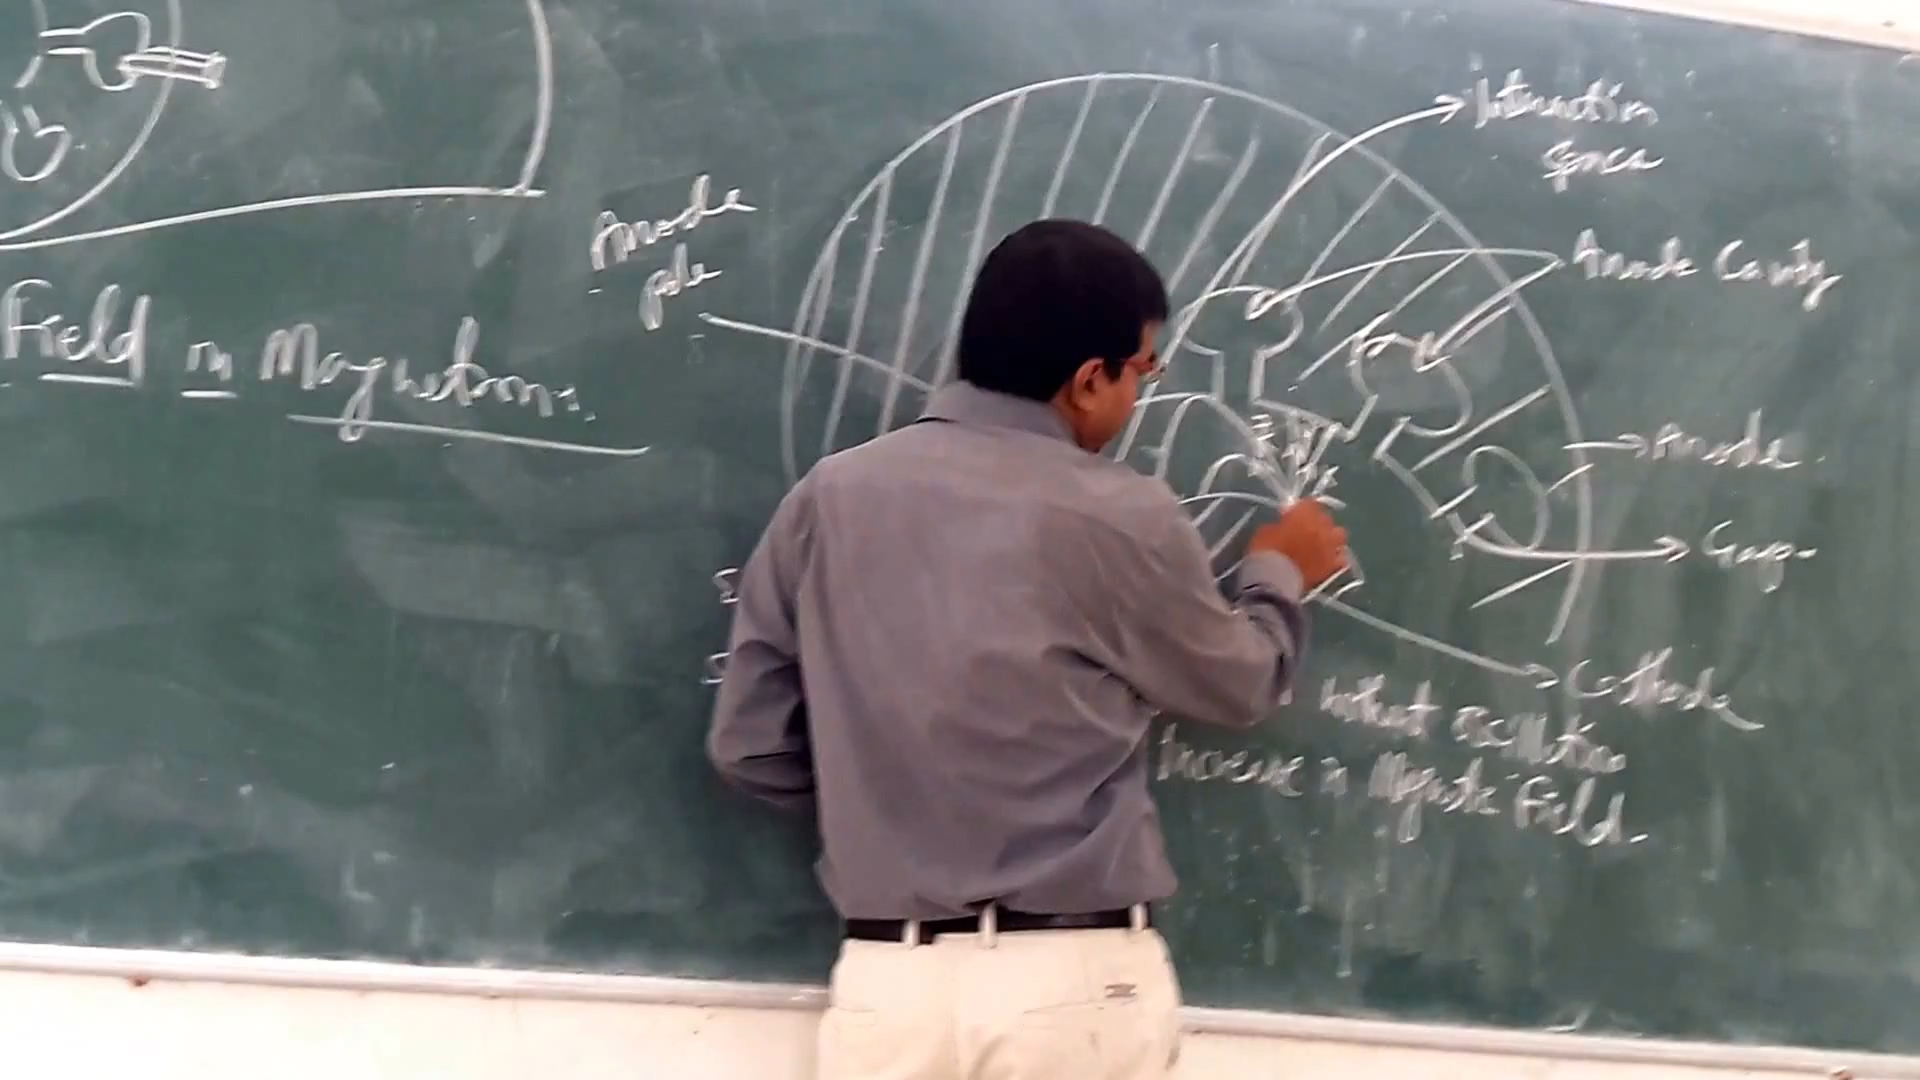 Field in Magnetron:
Anode
pole
Interaction
Space
Anode Cavity
Anode.
Gap
Cathode
without oscillation
Increase in Magnetic Field.